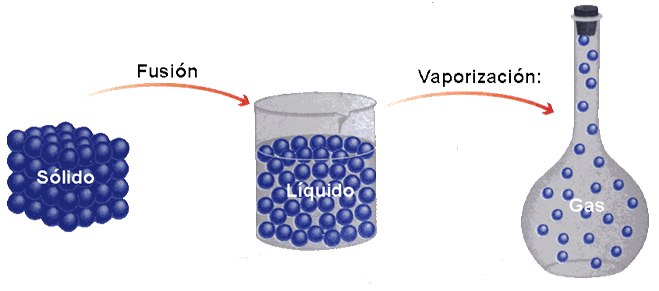 Fusión
Vaporización:
Sólido
Líquido
Gas